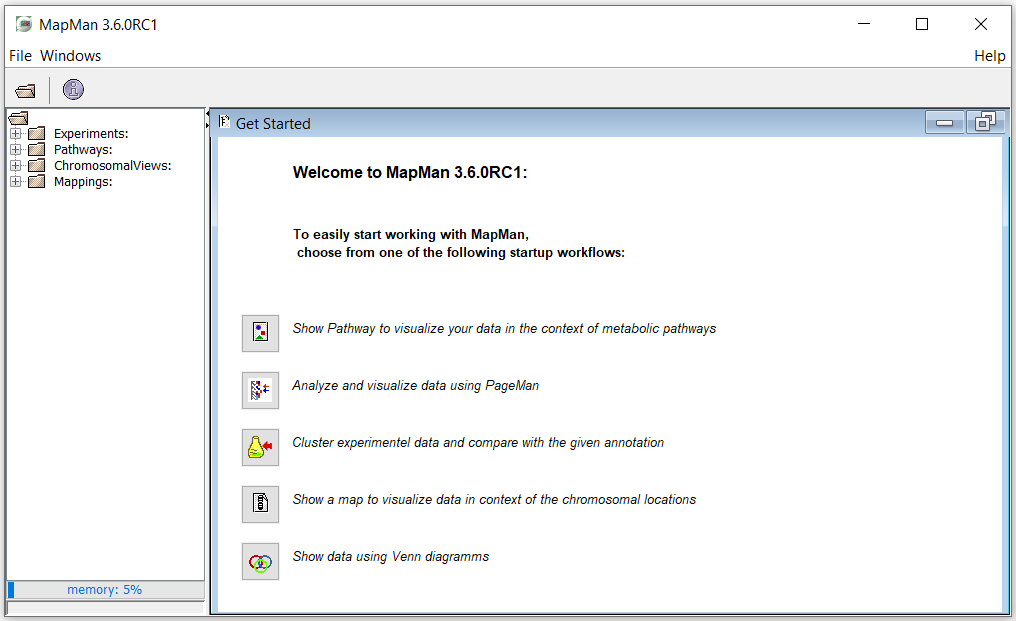 MapMan 3.6.0RC1
File Windows Help
Get Started
Experiments:
Pathways:
ChromosomalViews:
Mappings:
Welcome to MapMan 3.6.0RC1:
To easily start working with MapMan,
choose from one of the following startup workflows:
Show Pathway to visualize your data in the context of metabolic pathways
Analyze and visualize data using PageMan
Cluster experimentel data and compare with the given annotation
Show a map to visualize data in context of the chromosomal locations
Show data using Venn diagramms
memory: 5%